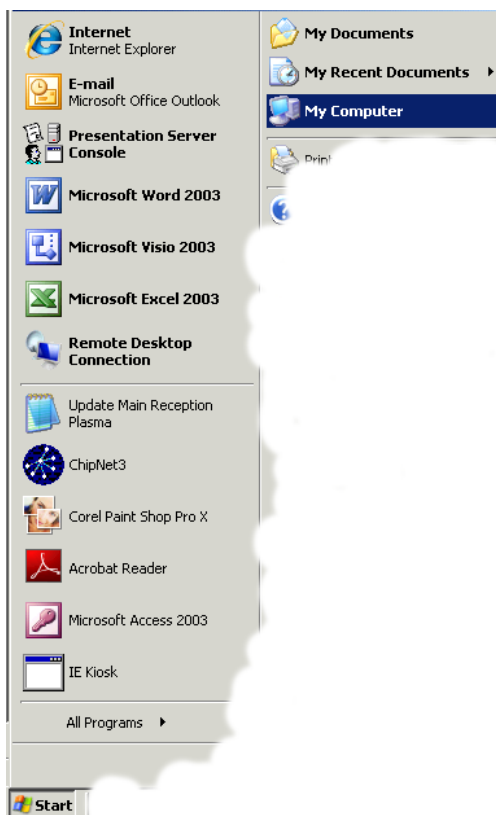 Internet
Internet Explorer
E-mail
Microsoft Office Outlook
Presentation Server
Console
Microsoft Word 2003
Microsoft Visio 2003
Microsoft Excel 2003
Remote Desktop
Connection
Update Main Reception
Plasma
ChipNet3
Corel Paint Shop Pro X
Acrobat Reader
Microsoft Access 2003
IE Kiosk
All Programs
Start
My Documents
My Recent Documents
My Computer